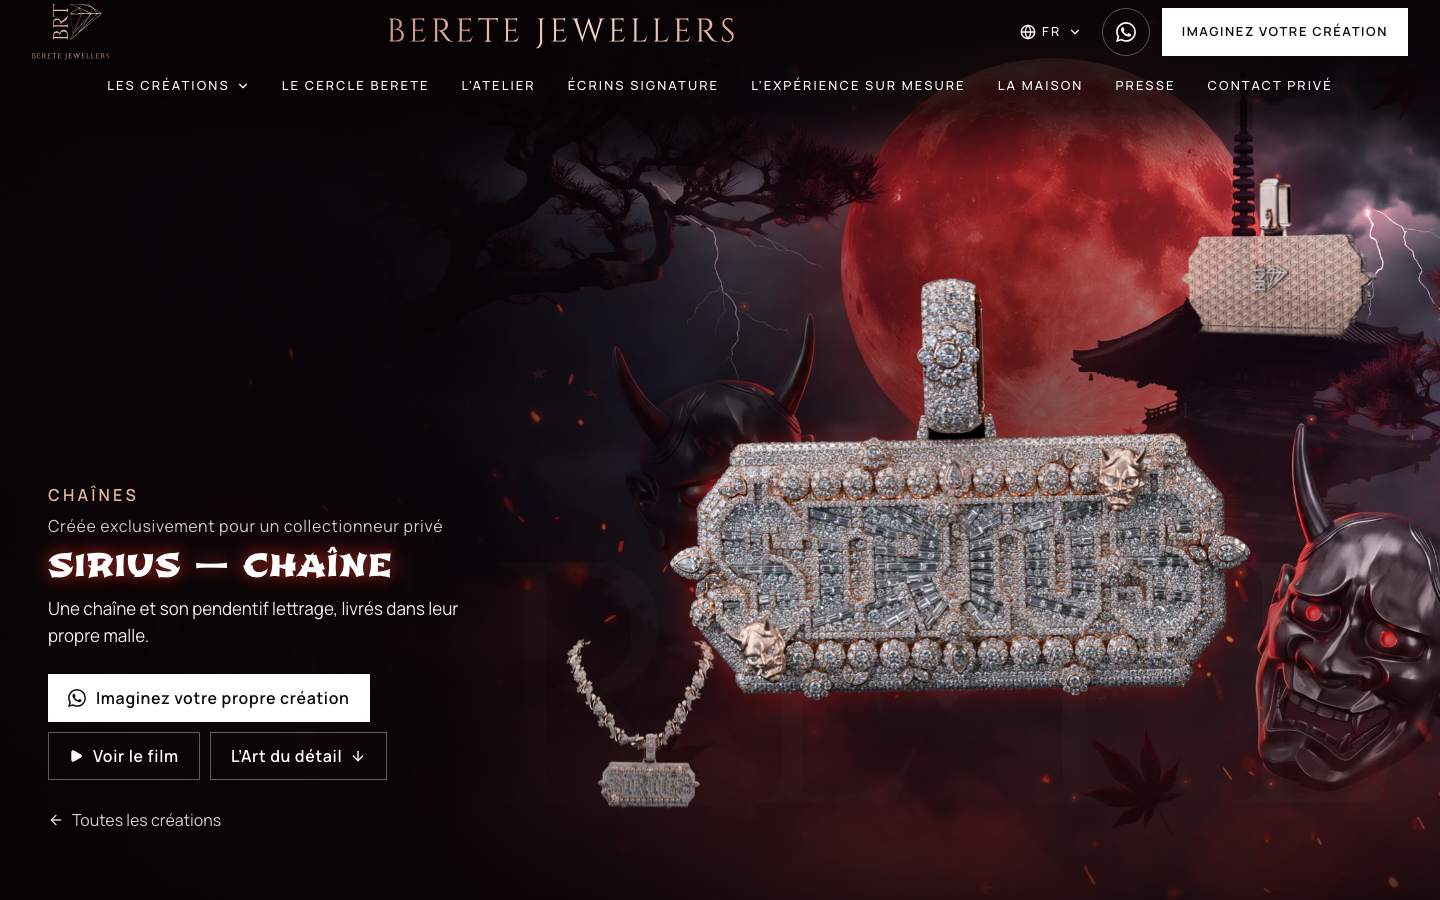 BRT
BERETE JEWELLERS
BERETE JEWELLERS
FR
IMAGINEZ VOTRE CRÉATION
LES CRÉATIONS
LE CERCLE BERETE
L'ATELIER
ÉCRINS SIGNATURE
L'EXPÉRIENCE SUR MESURE
LA MAISON
PRESSE
CONTACT PRIVÉ
BRT
SIRIUS
CHAÎNES
Créée exclusivement pour un collectionneur privé
SIRIUS — CHAÎNE
Une chaîne et son pendentif lettrage, livrés dans leur
propre malle.
Imaginez votre propre création
Voir le film
L'Art du détail
SIRIUS
Toutes les créations